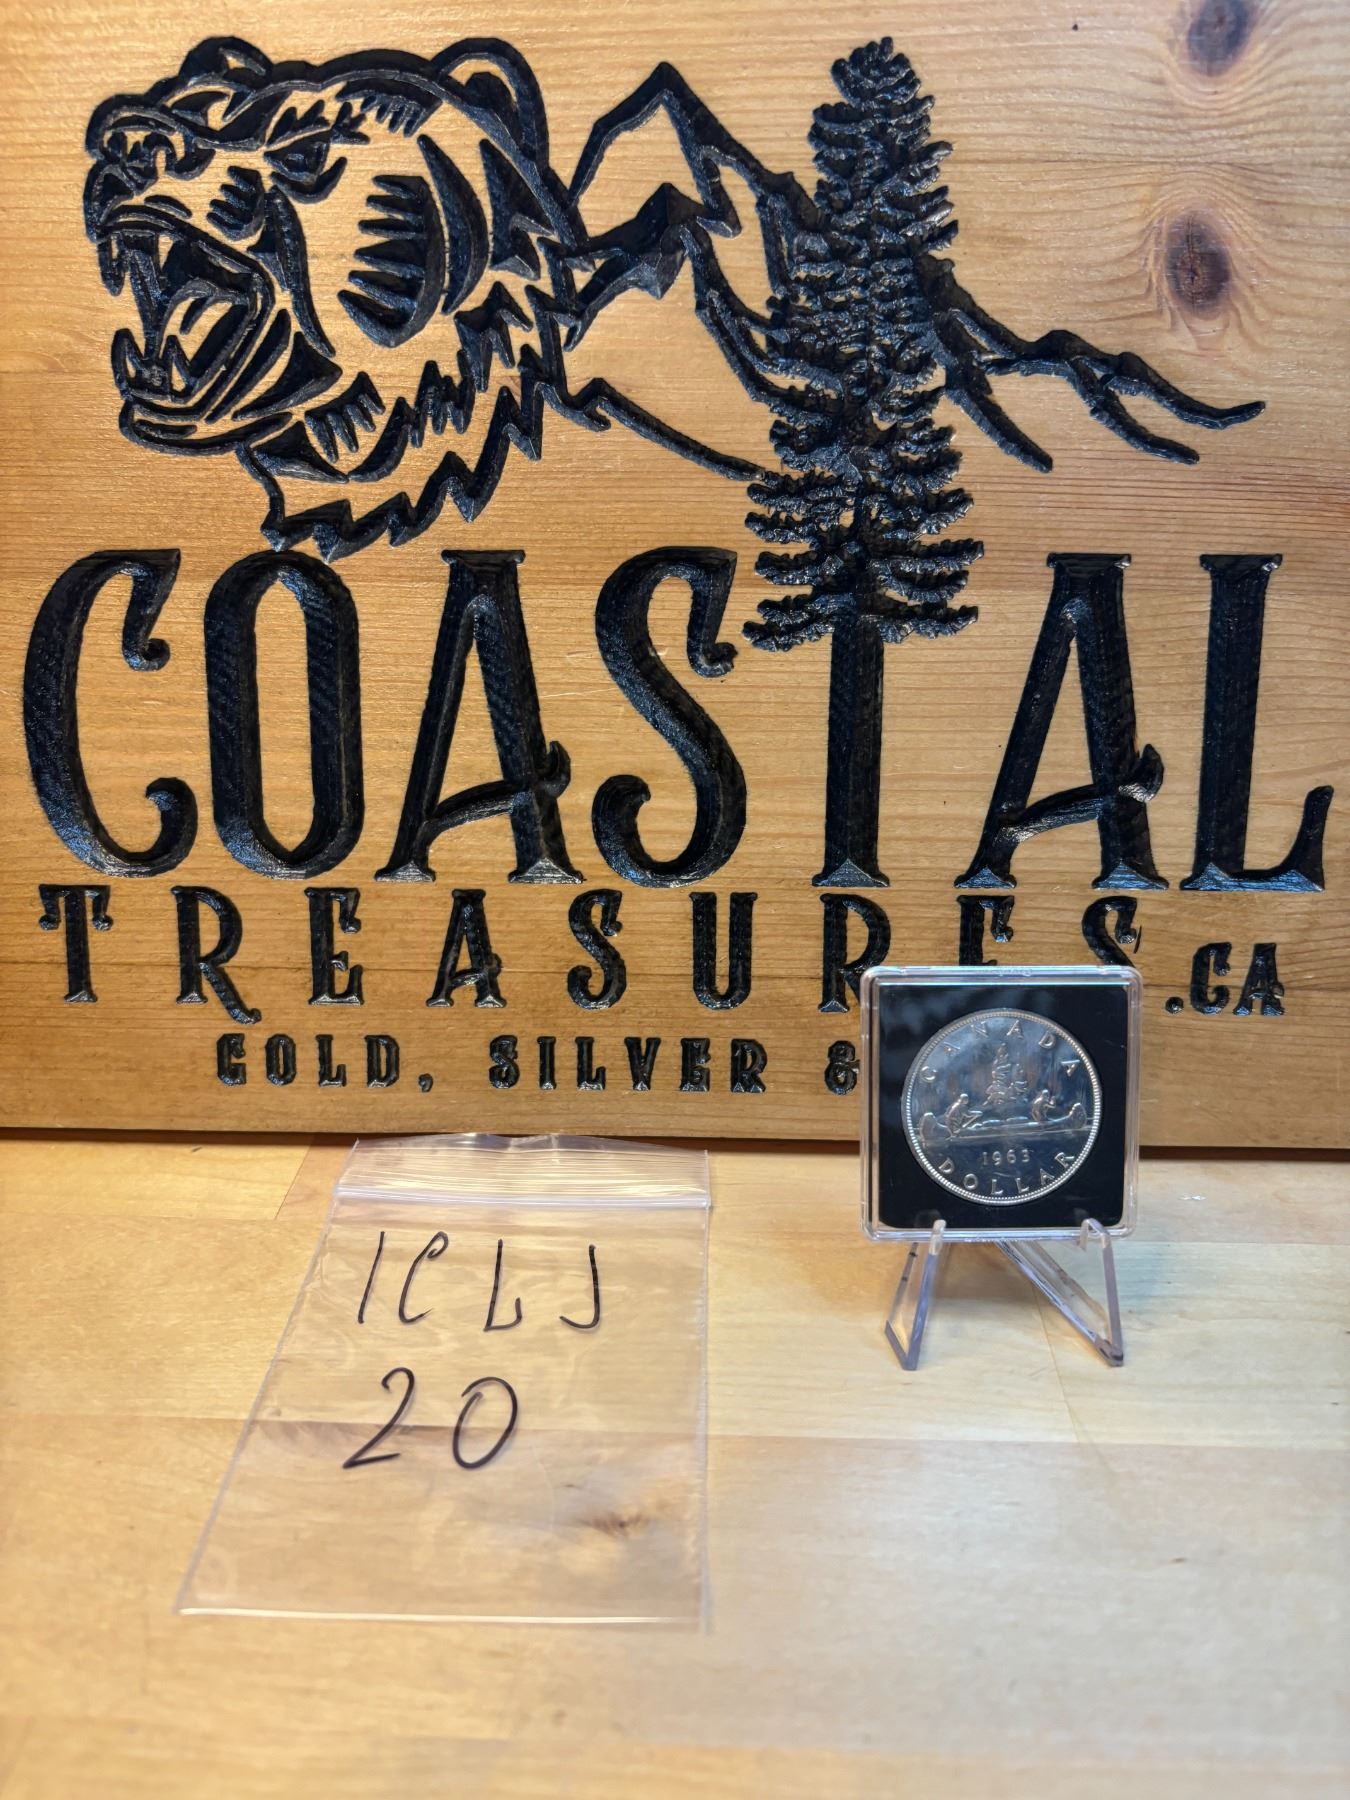 COASTAL
TREASURES.CA
GOLD, SILVER &
CANADA
1963
DOLLAR
ICLJ
20